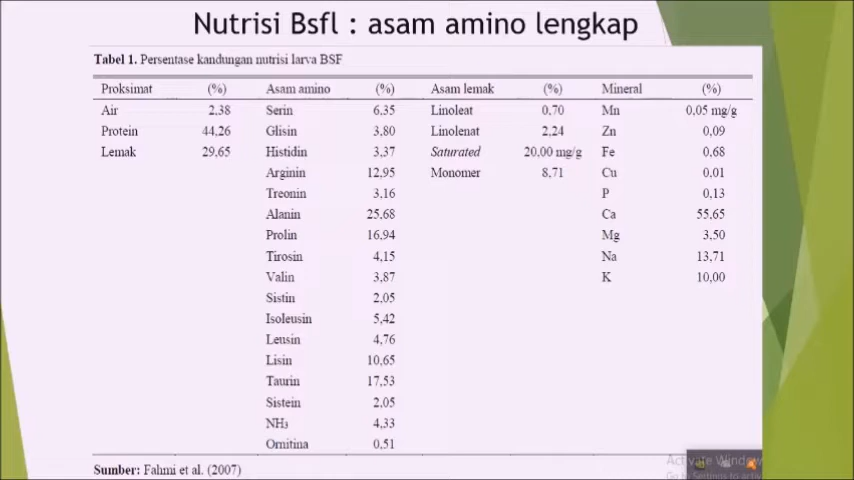 Nutrisi Bsfl : asam amino lengkap
Tabel 1. Persentase kandungan nutrisi larva BSF
Proksimat (%) Asam amino (%) Asam lemak (%) Mineral (%)
Air 2,38 Serin 6,35 Linoleat 0,70 Mn 0,05 mg/g
Protein 44,26 Glisin 3,80 Linolenat 2,24 Zn 0,09
Lemak 29,65 Histidin 3,37 Saturated 20,00 mg/g Fe 0,68
Arginin 12,95 Monomer 8,71 Cu 0,01
Treonin 3,16 P 0,13
Alanin 25,68 Ca 55,65
Prolin 16,94 Mg 3,50
Tirosin 4,15 Na 13,71
Valin 3,87 K 10,00
Sistin 2,05
Isoleusin 5,42
Leusin 4,76
Lisin 10,65
Taurin 17,53
Sistein 2,05
NH₃ 4,33
Ornitina 0,51
Sumber: Fahmi et al. (2007)
Activate Window